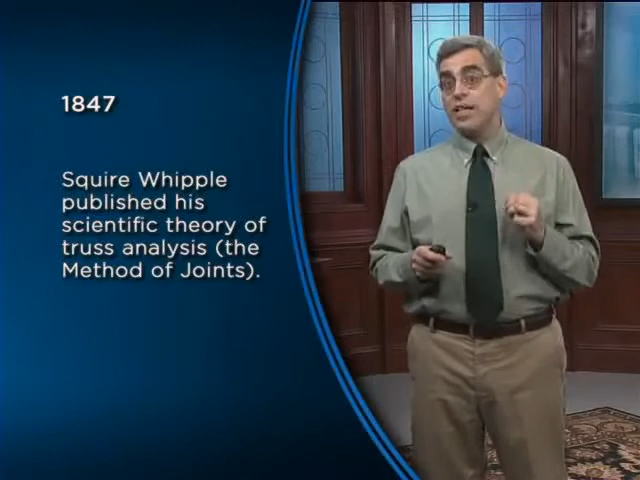 1847
Squire Whipple
published his
scientific theory of
truss analysis (the
Method of Joints).